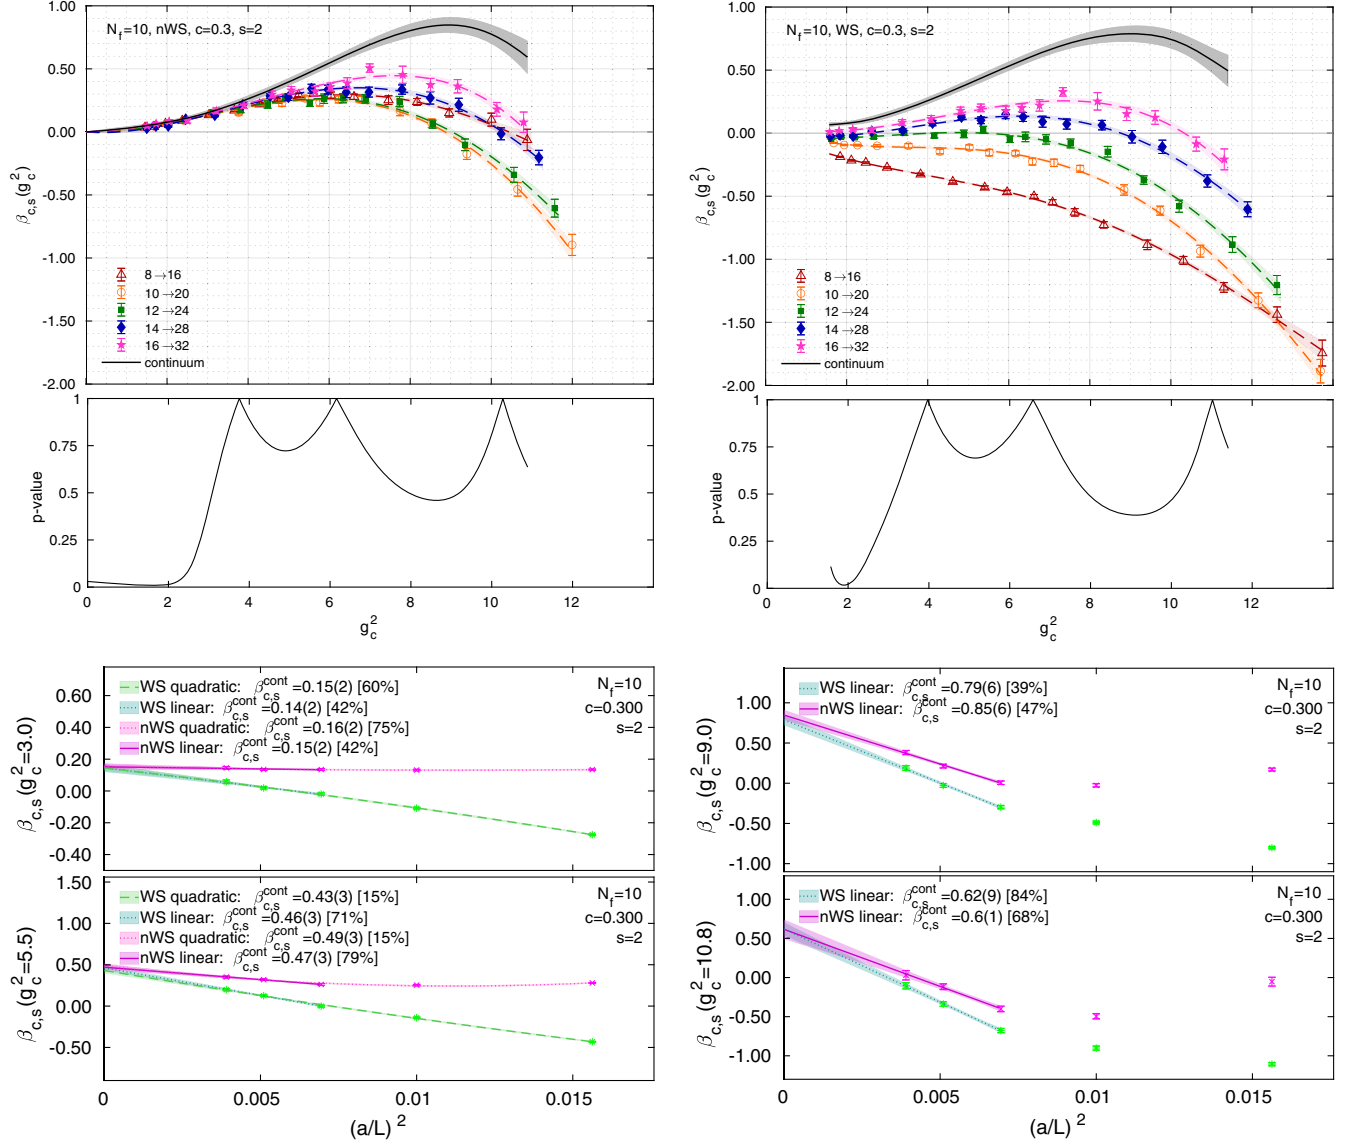 N_f=10, nWS, c=0.3, s=2
β_c,s(g_c^2)
1.00
0.50
0.00
-0.50
-1.00
-1.50
-2.00
8→16
10→20
12→24
14→28
16→32
continuum
p-value
1
0.75
0.5
0.25
0
0 2 4 6 8 10 12
g_c^2
N_f=10, WS, c=0.3, s=2
β_c,s(g_c^2)
1.00
0.50
0.00
-0.50
-1.00
-1.50
-2.00
8→16
10→20
12→24
14→28
16→32
continuum
p-value
1
0.75
0.5
0.25
0
0 2 4 6 8 10 12
g_c^2
β_c,s(g_c^2=3.0)
0.60
0.40
0.20
0.00
-0.20
-0.40
WS quadratic: β_c,s^cont=0.15(2) [60%]
WS linear: β_c,s^cont=0.14(2) [42%]
nWS quadratic: β_c,s^cont=0.16(2) [75%]
nWS linear: β_c,s^cont=0.15(2) [42%]
N_f=10
c=0.300
s=2
β_c,s(g_c^2=5.5)
1.50
1.00
0.50
0.00
-0.50
WS quadratic: β_c,s^cont=0.43(3) [15%]
WS linear: β_c,s^cont=0.46(3) [71%]
nWS quadratic: β_c,s^cont=0.49(3) [15%]
nWS linear: β_c,s^cont=0.47(3) [79%]
N_f=10
c=0.300
s=2
0 0.005 0.01 0.015
(a/L)^2
β_c,s(g_c^2=9.0)
1.00
0.50
0.00
-0.50
-1.00
WS linear: β_c,s^cont=0.79(6) [39%]
nWS linear: β_c,s^cont=0.85(6) [47%]
N_f=10
c=0.300
s=2
β_c,s(g_c^2=10.8)
1.00
0.50
0.00
-0.50
-1.00
WS linear: β_c,s^cont=0.62(9) [84%]
nWS linear: β_c,s^cont=0.6(1) [68%]
N_f=10
c=0.300
s=2
0 0.005 0.01 0.015
(a/L)^2